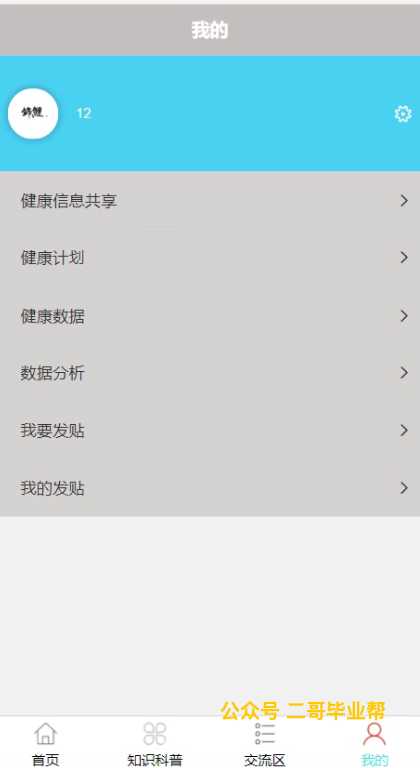 我的
锦鲤.
12
健康信息共享
健康计划
健康数据
数据分析
我要发贴
我的发贴
公众号 二哥毕业帮
首页
知识科普
交流区
我的